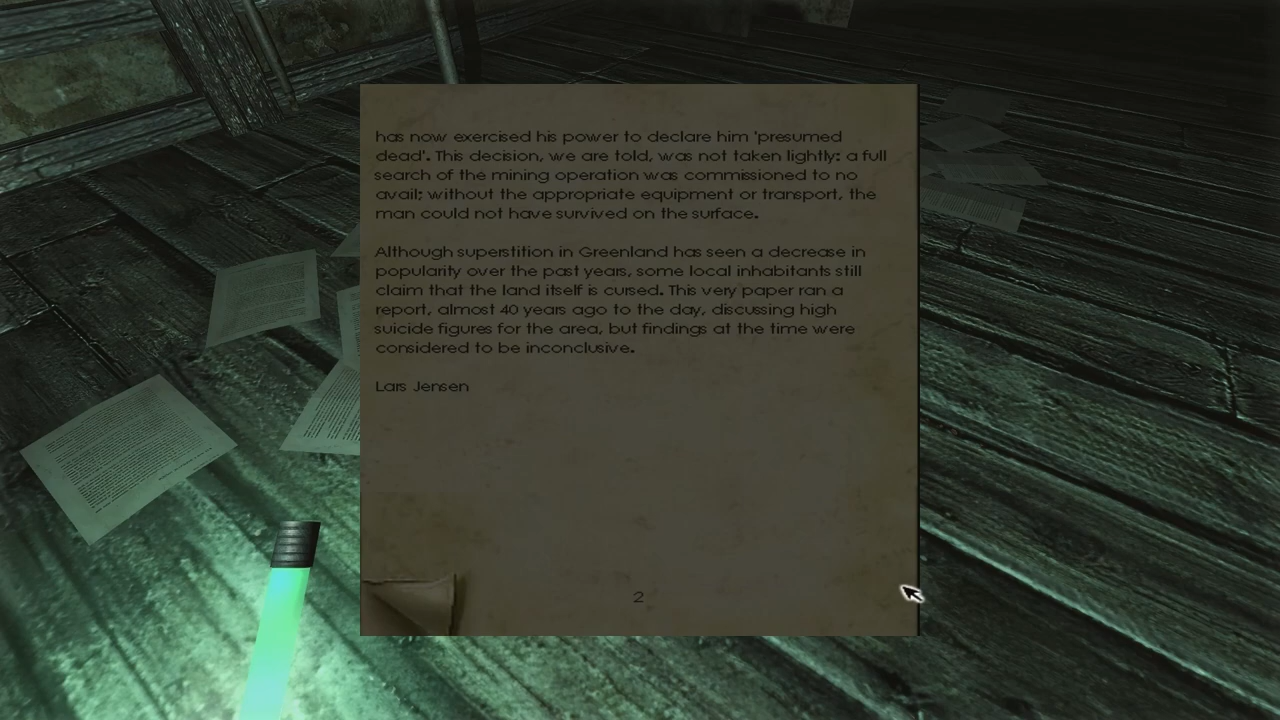 has now exercised his power to declare him 'presumed
dead'. This decision, we are told, was not taken lightly: a full
search of the mining operation was commissioned to no
avail; without the appropriate equipment or transport, the
man could not have survived on the surface.
Although superstition in Greenland has seen a decrease in
popularity over the past years, some local inhabitants still
claim that the land itself is cursed. This very paper ran a
report, almost 40 years ago to the day, discussing high
suicide figures for the area, but findings at the time were
considered to be inconclusive.
Lars Jensen
2